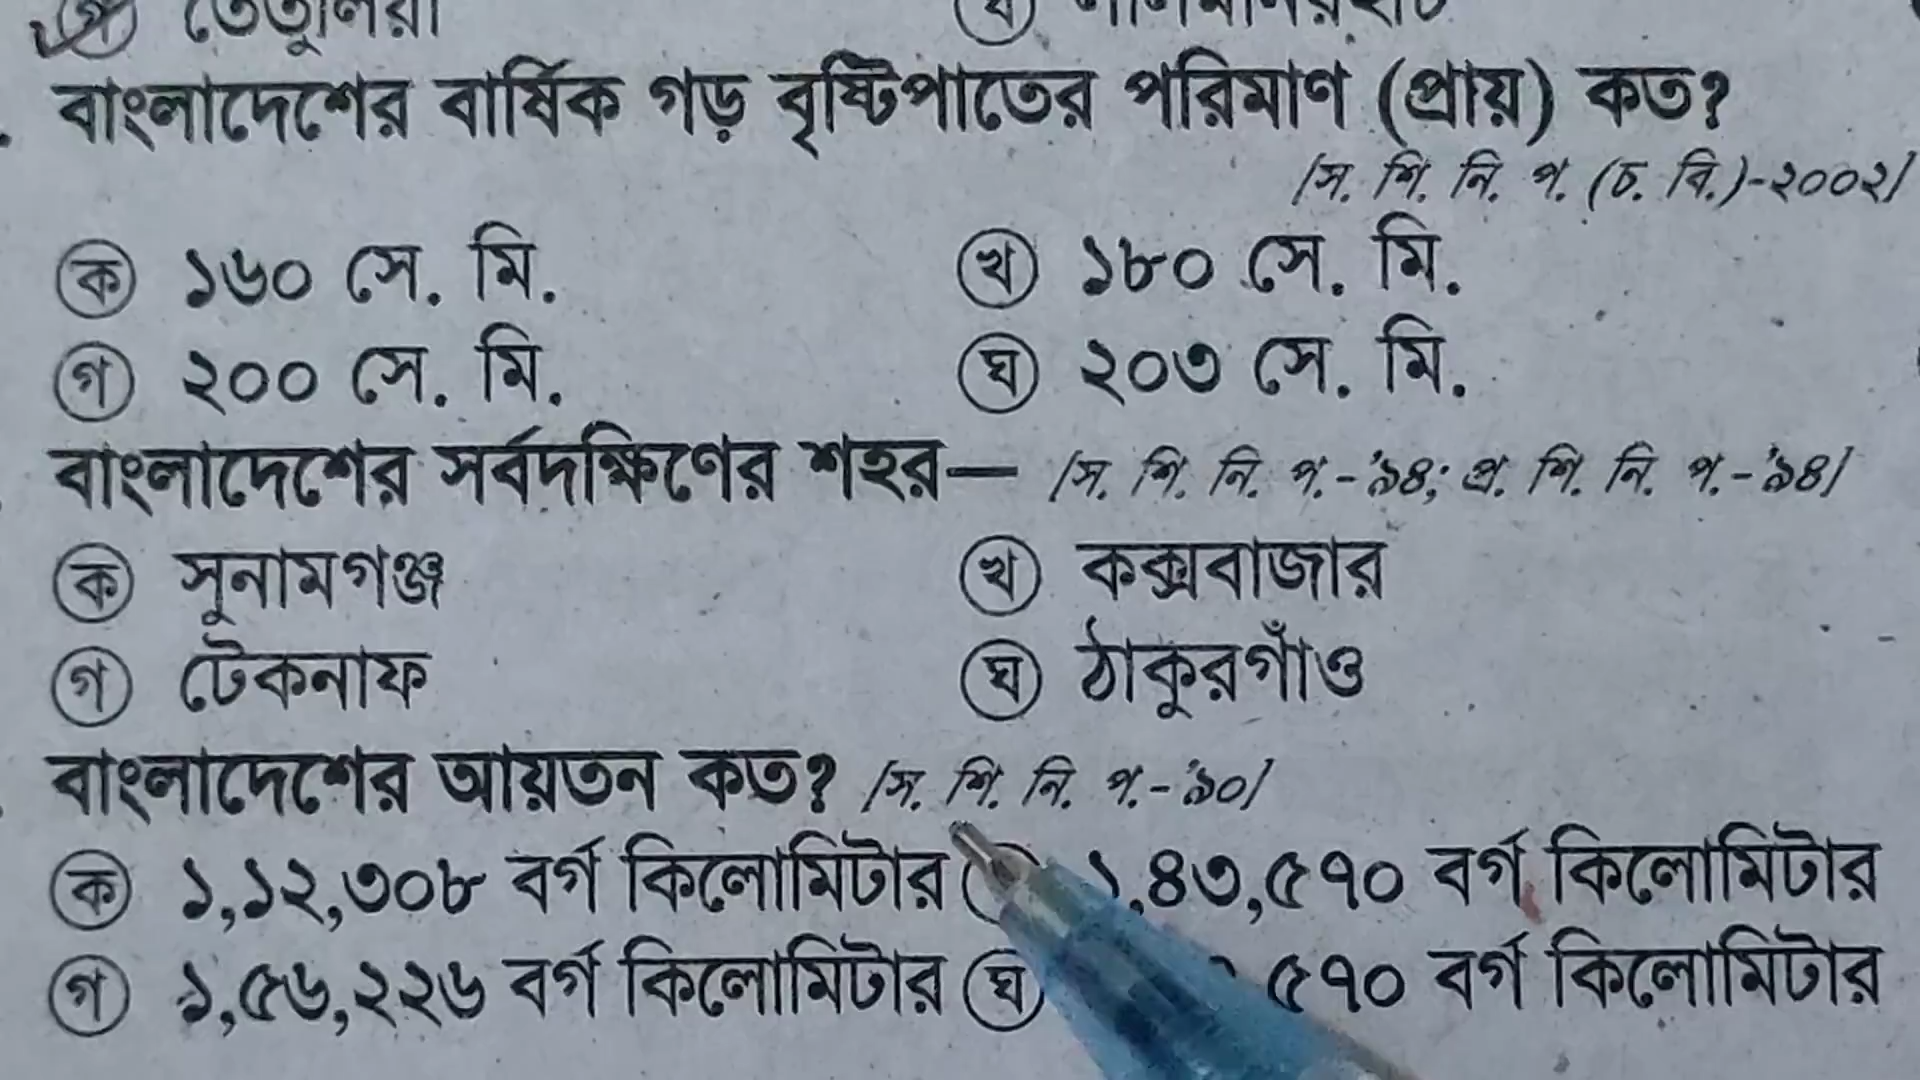 গ তেঁতুলিয়া ঘ
বাংলাদেশের বার্ষিক গড় বৃষ্টিপাতের পরিমাণ (প্রায়) কত?
[স. শি. নি. প. (চ. বি.)-২০০২]
ক ১৬০ সে. মি. খ ১৮০ সে. মি.
গ ২০০ সে. মি. ঘ ২০৩ সে. মি.
বাংলাদেশের সর্বদক্ষিণের শহর— [স. শি. নি. প.-'৯৪; প্র. শি. নি. প.-'৯৪]
ক সুনামগঞ্জ খ কক্সবাজার
গ টেকনাফ ঘ ঠাকুরগাঁও
বাংলাদেশের আয়তন কত? [স. শি. নি. প.-'৯০]
ক ১,১২,৩০৮ বর্গ কিলোমিটার ১,৪৩,৫৭০ বর্গ কিলোমিটার
গ ১,৫৬,২২৬ বর্গ কিলোমিটার ঘ ৫৭০ বর্গ কিলোমিটার